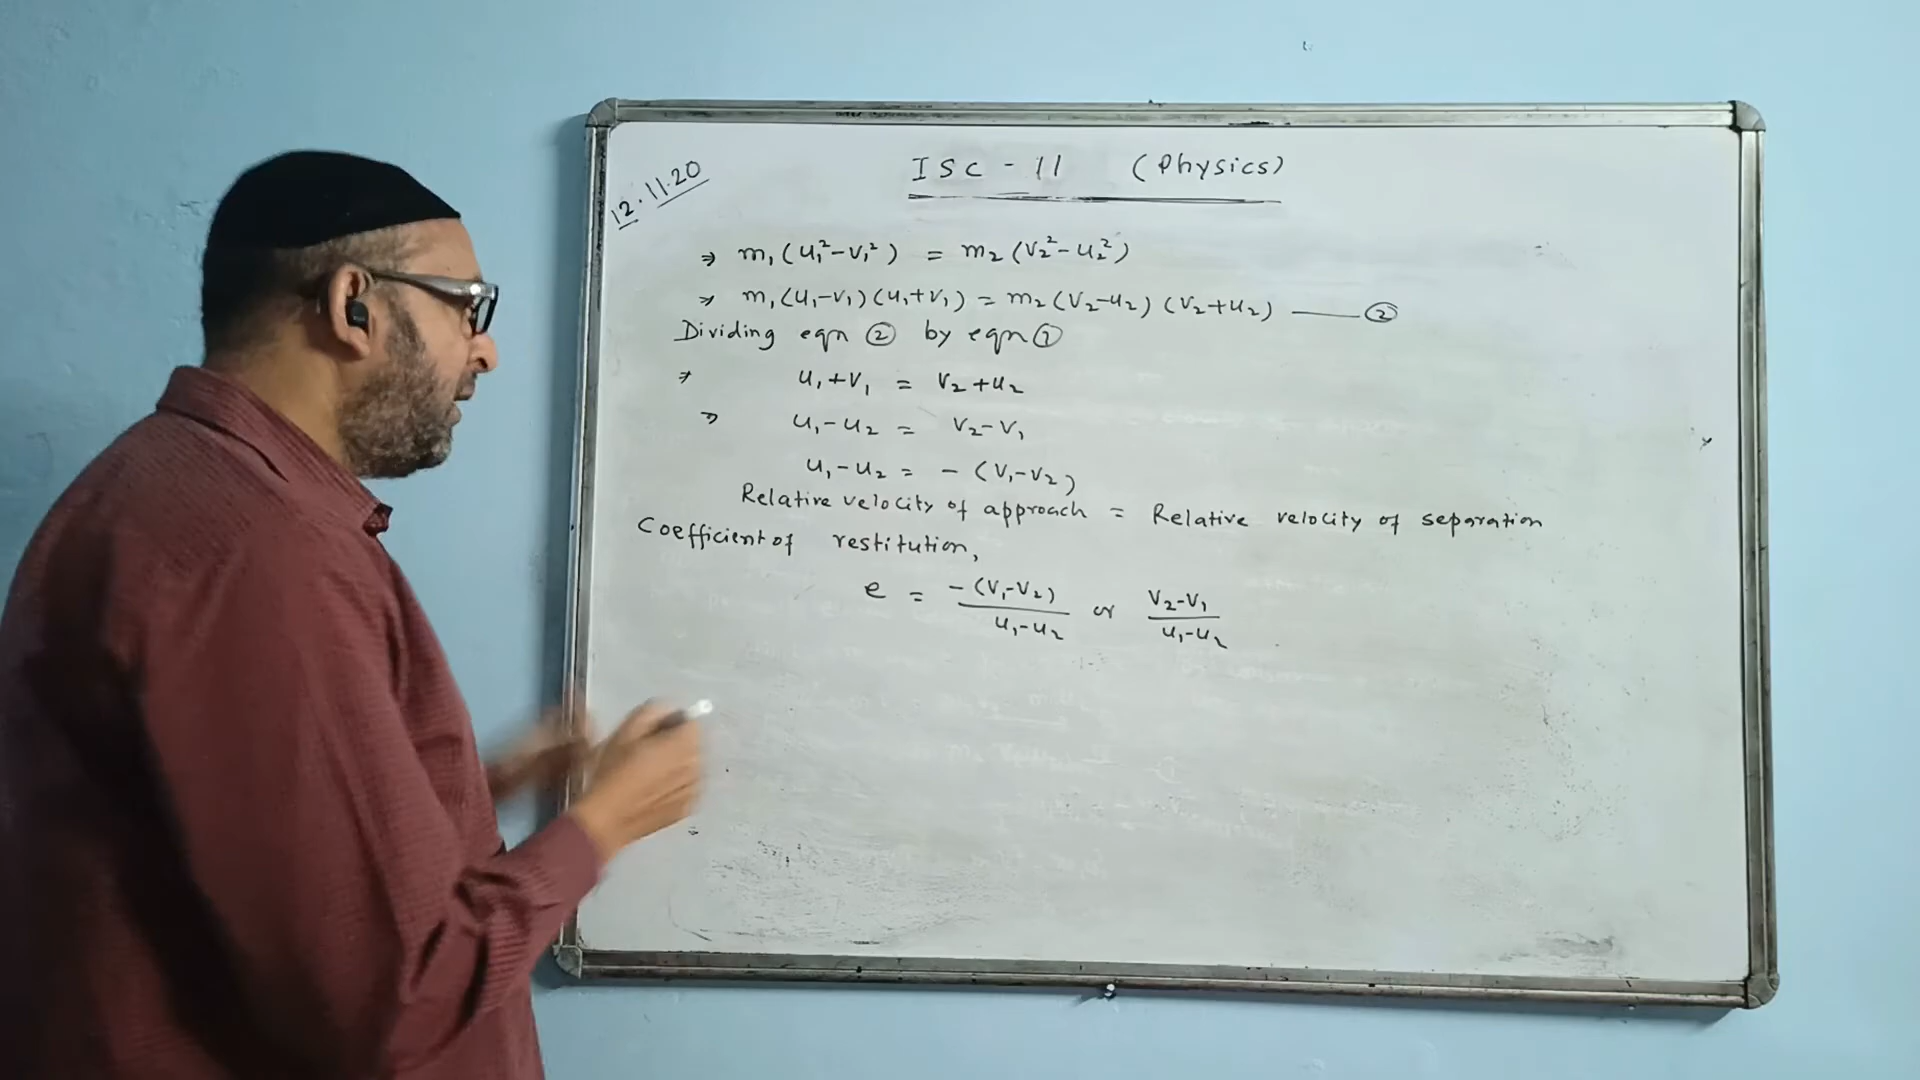 12.11.20
ISC - 11 (Physics)
⇒ m₁(u₁²-v₁²) = m₂(v₂²-u₂²)
⇒ m₁(u₁-v₁)(u₁+v₁) = m₂(v₂-u₂)(v₂+u₂) —— ②
Dividing eqn ② by eqn ①
⇒ u₁+v₁ = v₂+u₂
⇒ u₁-u₂ = v₂-v₁
u₁-u₂ = -(v₁-v₂)
Relative velocity of approach = Relative velocity of separation
Coefficient of restitution,
e = -(v₁-v₂)/u₁-u₂ or v₂-v₁/u₁-u₂